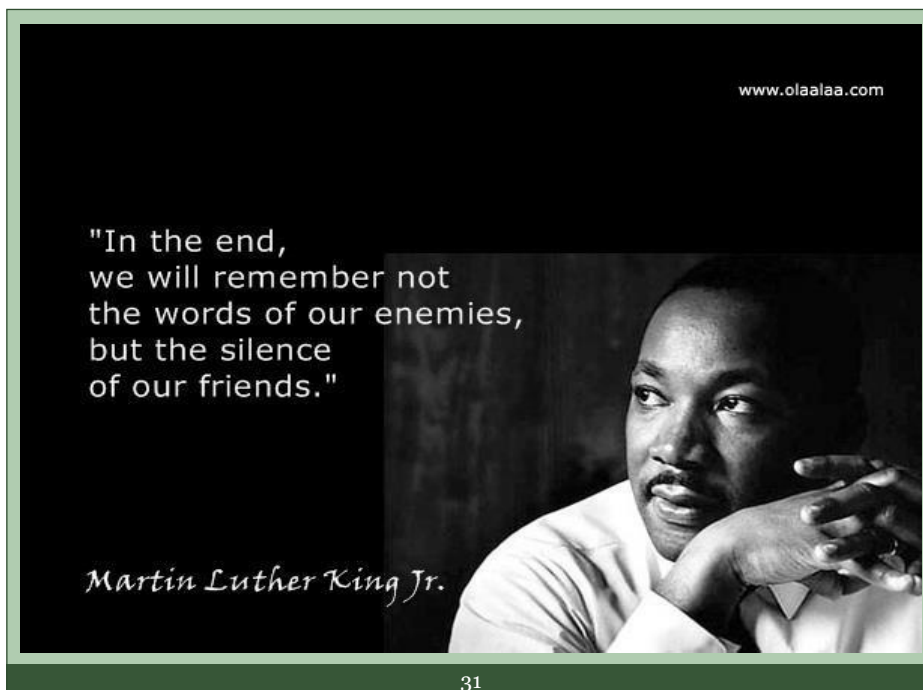 www.olaalaa.com
"In the end,
we will remember not
the words of our enemies,
but the silence
of our friends."
Martin Luther King Jr.
31